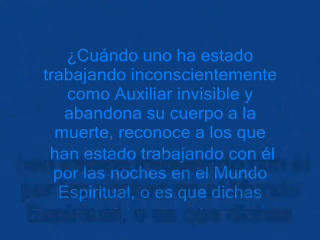 ¿Cuándo uno ha estado
trabajando inconscientemente
como Auxiliar invisible y
abandona su cuerpo a la
muerte, reconoce a los que
han estado trabajando con él
por las noches en el Mundo
Espiritual, o es que dichas